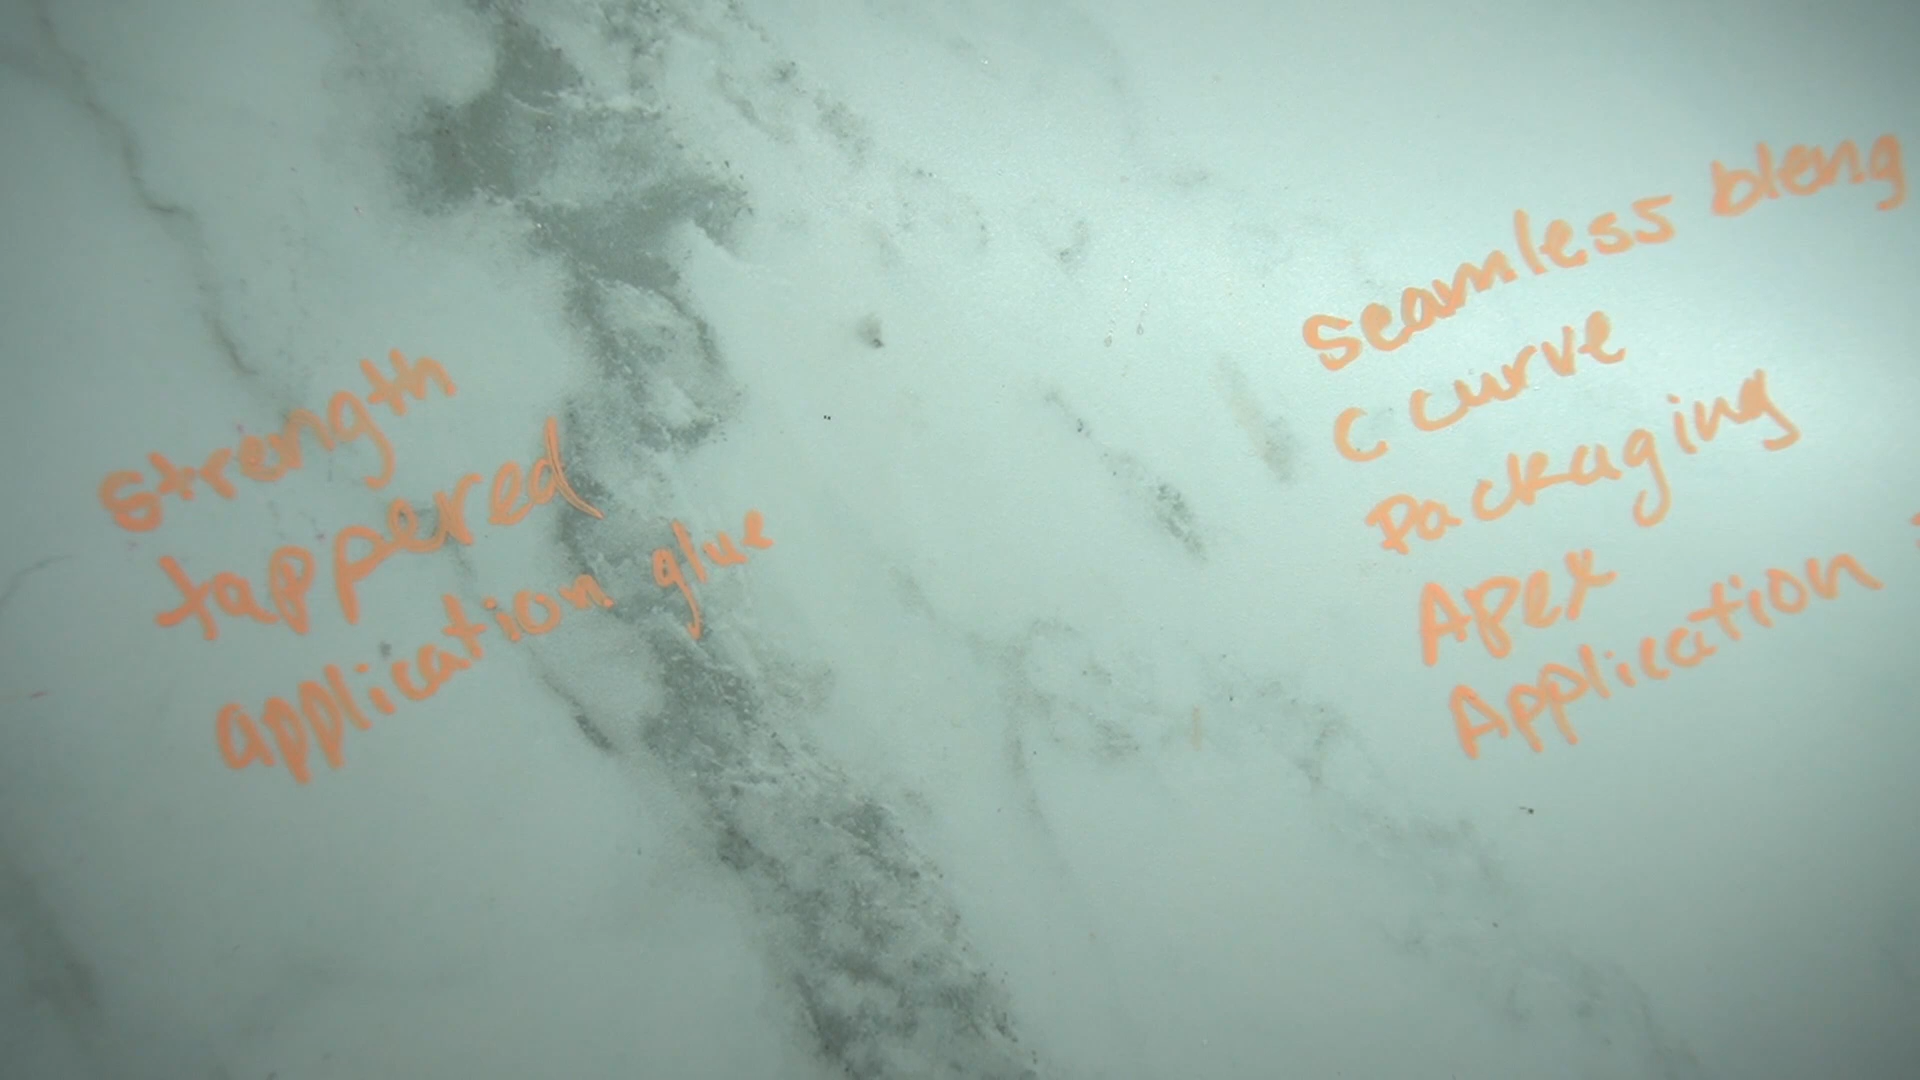 strength
tappered
application glue
Seamless bleng
C curve
Packaging
Apex
Application